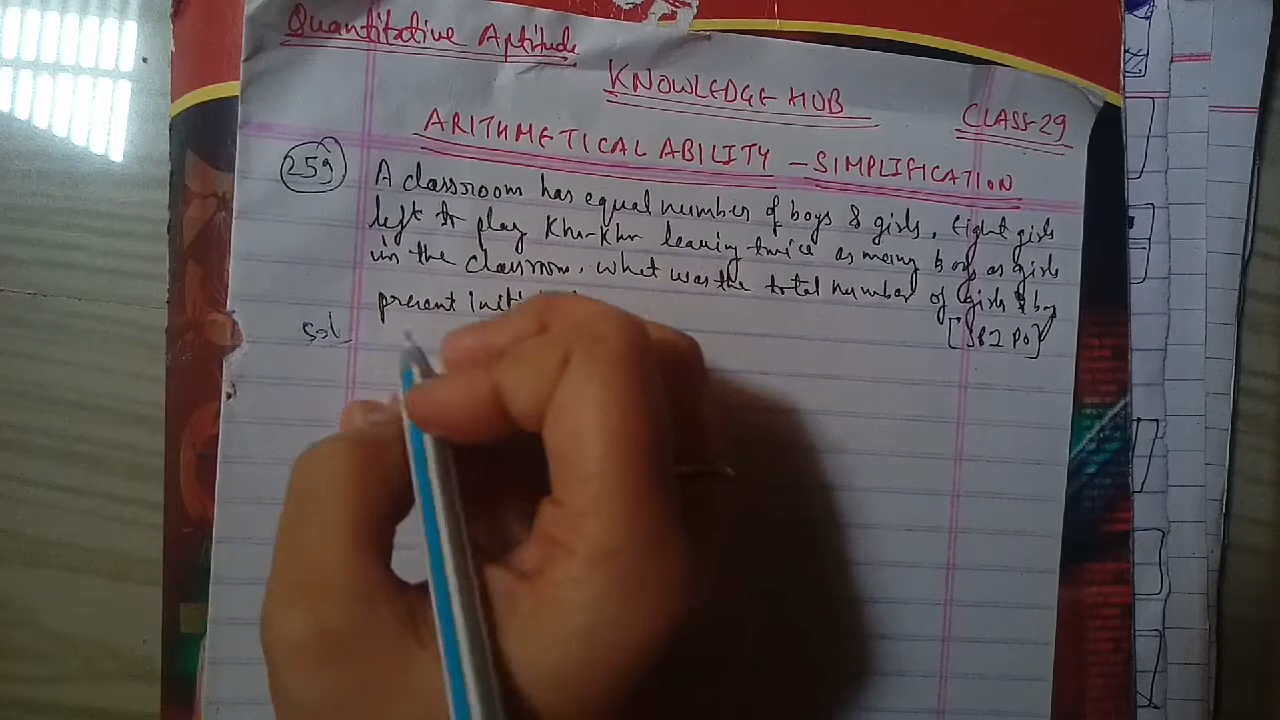 Quantitative Aptitude
KNOWLEDGE HUB
CLASS-29
ARITHMETICAL ABILITY - SIMPLIFICATION
259 A classroom has equal number of boys & girls. Eight girls
left to play Kho-Kho leaving twice as many boys as girls
in the classroom. What was the total number of girls & boy
present
[SBI PO]
Sol.